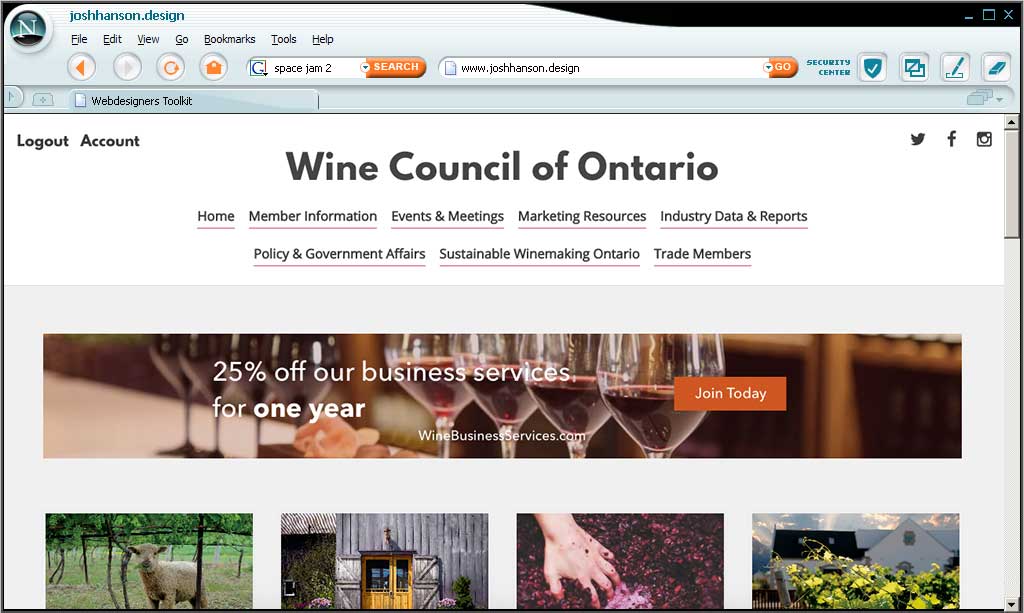 joshhanson.design
File Edit View Go Bookmarks Tools Help
space jam 2 SEARCH www.joshhanson.design GO SECURITY CENTER
Webdesigners Toolkit
Logout Account
Wine Council of Ontario
Home Member Information Events & Meetings Marketing Resources Industry Data & Reports
Policy & Government Affairs Sustainable Winemaking Ontario Trade Members
25% off our business services
for one year
Join Today
WineBusinessServices.com